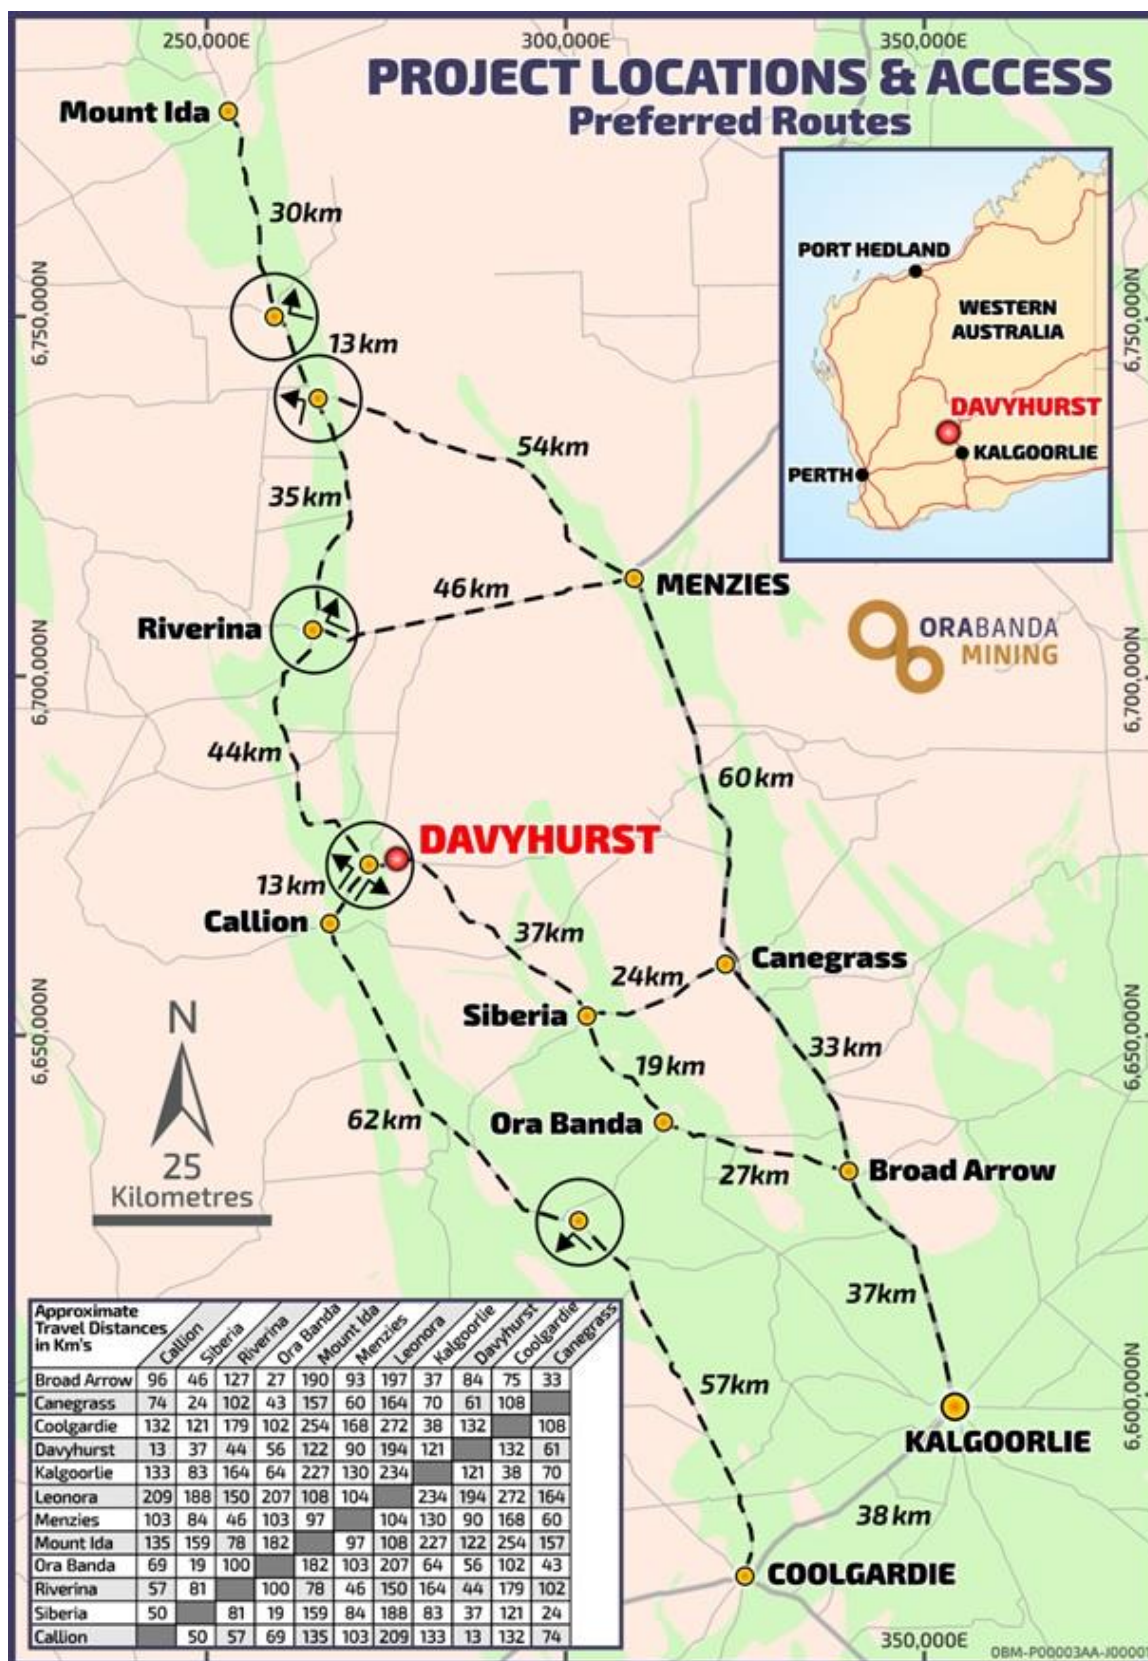 250,000E
300,000E
350,000E
PROJECT LOCATIONS & ACCESS
Preferred Routes
Mount Ida
30km
PORT HEDLAND
WESTERN
AUSTRALIA
DAVYHURST
KALGOORLIE
PERTH
6,750,000N
6,750,000N
13km
54km
35km
46km
MENZIES
Riverina
ORABANDA
MINING
6,700,000N
6,700,000N
44km
60km
DAVYHURST
13km
Callion
37km
Canegrass
24km
Siberia
N
33km
6,650,000N
6,650,000N
19km
62km
Ora Banda
25
Kilometres
27km
Broad Arrow
37km
57km
6,600,000N
KALGOORLIE
38km
COOLGARDIE
Approximate
Travel Distances
in Km's
Callion Siberia Riverina Ora Banda Mount Ida Menzies Leonora Kalgoorlie Davyhurst Coolgardie Canegrass
Broad Arrow 96 46 127 27 190 93 197 37 84 75 33
Canegrass 74 24 102 43 157 60 164 70 61 108
Coolgardie 132 121 179 102 254 168 272 38 132 108
Davyhurst 13 37 44 56 122 90 194 121 132 61
Kalgoorlie 133 83 164 64 227 130 234 121 38 70
Leonora 209 188 150 207 108 104 234 194 272 164
Menzies 103 84 46 103 97 104 130 90 168 60
Mount Ida 135 159 78 182 97 108 227 122 254 157
Ora Banda 69 19 100 182 103 207 64 56 102 43
Riverina 57 81 100 78 46 150 164 44 179 102
Siberia 50 81 19 159 84 188 83 37 121 24
Callion 50 57 69 135 103 209 133 13 132 74
350,000E